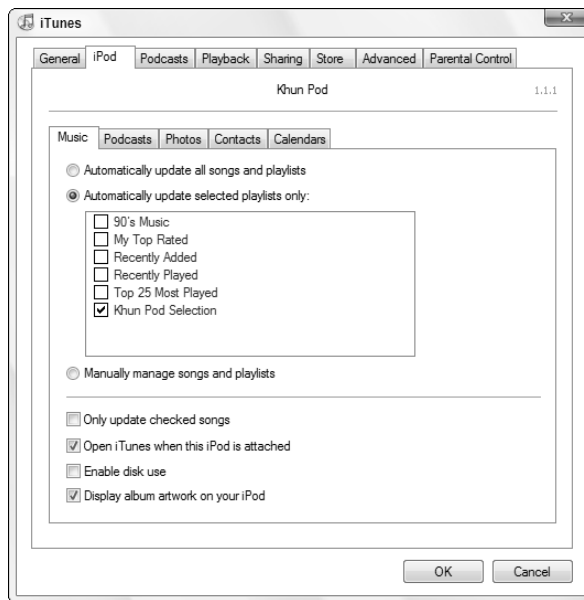 iTunes
General iPod Podcasts Playback Sharing Store Advanced Parental Control
Khun Pod 1.1.1
Music Podcasts Photos Contacts Calendars
Automatically update all songs and playlists
Automatically update selected playlists only:
90's Music
My Top Rated
Recently Added
Recently Played
Top 25 Most Played
Khun Pod Selection
Manually manage songs and playlists
Only update checked songs
Open iTunes when this iPod is attached
Enable disk use
Display album artwork on your iPod
OK Cancel